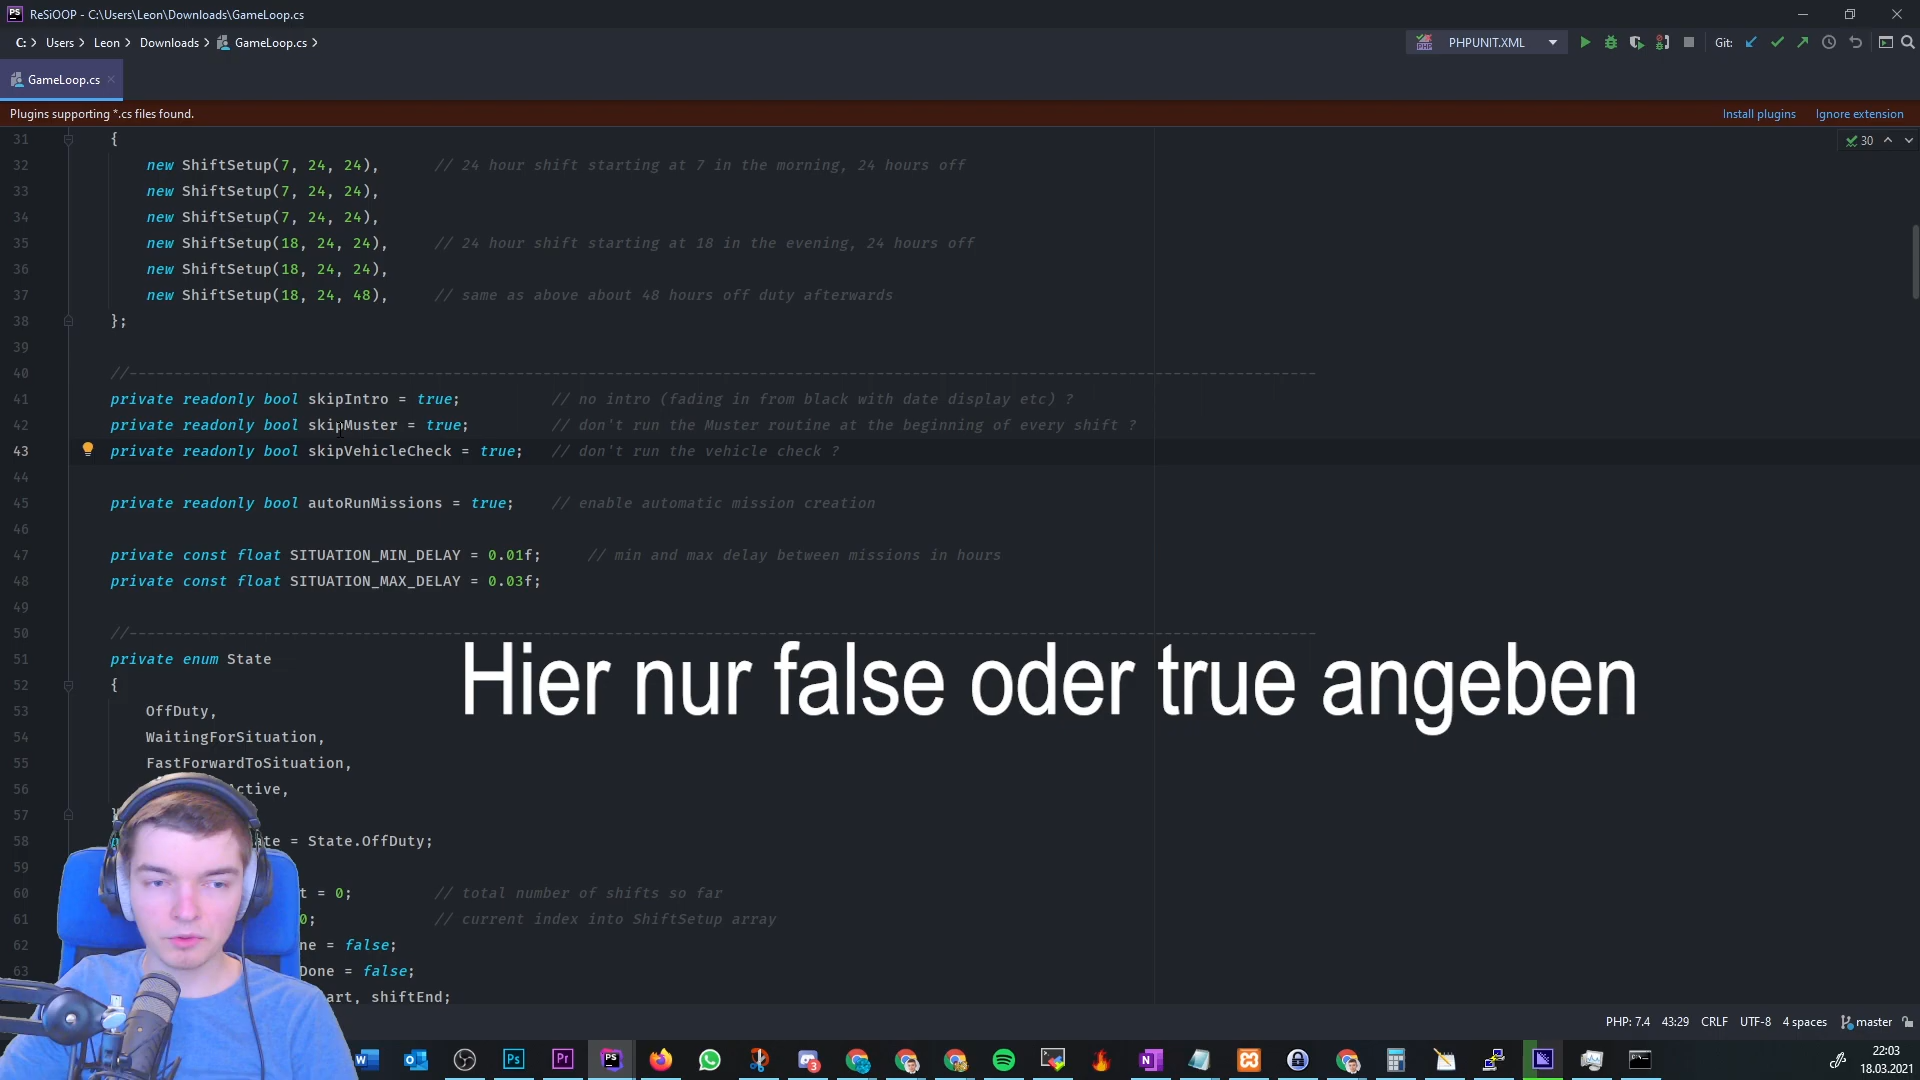 ReSiOOP - C:\Users\Leon\Downloads\GameLoop.cs
C: Users Leon Downloads GameLoop.cs
PHPUNIT.XML
Git:
GameLoop.cs
Plugins supporting *.cs files found.
Install plugins
Ignore extension
30
31 {
32 new ShiftSetup(7, 24, 24), // 24 hour shift starting at 7 in the morning, 24 hours off
33 new ShiftSetup(7, 24, 24),
34 new ShiftSetup(7, 24, 24),
35 new ShiftSetup(18, 24, 24), // 24 hour shift starting at 18 in the evening, 24 hours off
36 new ShiftSetup(18, 24, 24),
37 new ShiftSetup(18, 24, 48), // same as above about 48 hours off duty afterwards
38 };
39
40 //------------------------------------------------------------------------------------------------------------------------------------
41 private readonly bool skipIntro = true; // no intro (fading in from black with date display etc) ?
42 private readonly bool skipMuster = true; // don't run the Muster routine at the beginning of every shift ?
43 private readonly bool skipVehicleCheck = true; // don't run the vehicle check ?
44
45 private readonly bool autoRunMissions = true; // enable automatic mission creation
46
47 private const float SITUATION_MIN_DELAY = 0.01f; // min and max delay between missions in hours
48 private const float SITUATION_MAX_DELAY = 0.03f;
49
50 //------------------------------------------------------------------------------------------------------------------------------------
51 private enum State
Hier nur false oder true angeben
52 {
53 OffDuty,
54 WaitingForSituation,
55 FastForwardToSituation,
56 ctive,
57 }
58 ate = State.OffDuty;
59
60 t = 0; // total number of shifts so far
61 0; // current index into ShiftSetup array
62 ne = false;
63 Done = false;
art, shiftEnd;
PHP: 7.4 43:29 CRLF UTF-8 4 spaces master
22:03
18.03.2021